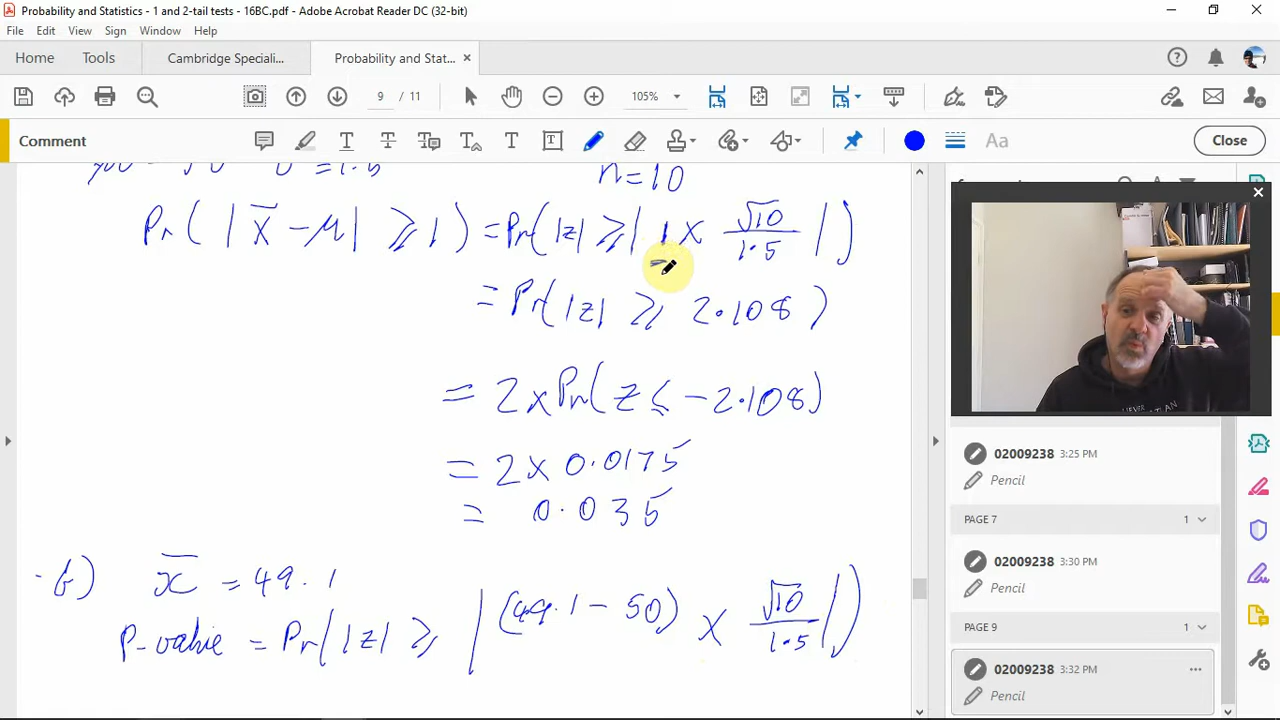 Probability and Statistics - 1 and 2-tail tests - 16BC.pdf - Adobe Acrobat Reader DC (32-bit)
File Edit View Sign Window Help
Home Tools Cambridge Speciali... Probability and Stat... ×
9 / 11 105%
Comment Aa Close
σ = 1.5 n = 10
Pr( |X̄ - μ| ≥ 1) = Pr( |z| ≥ | 1 × √10 / 1.5 | )
= Pr( |z| ≥ 2.108 )
= 2 × Pr( z ≤ -2.108)
= 2 × 0.0175
= 0.035
b) x̄ = 49.1
P-value = Pr( |z| ≥ | (49.1 - 50) × √10 / 1.5 | )
02009238 3:25 PM
Pencil
PAGE 7 1
02009238 3:30 PM
Pencil
PAGE 9 1
02009238 3:32 PM
Pencil